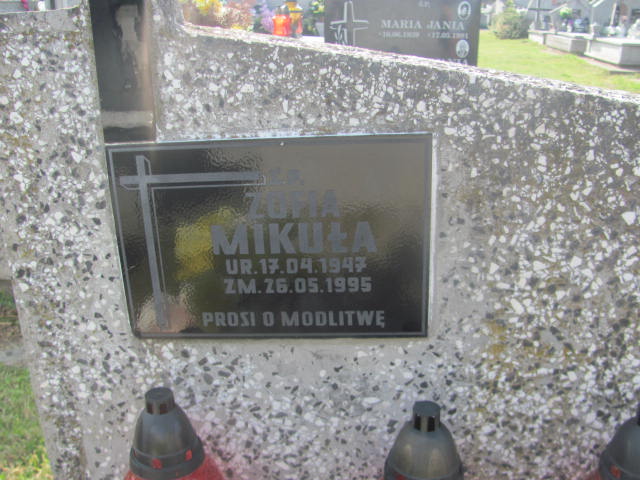 Ś.P.
MARIA JANIA
Ś.P.
ZOFIA
MIKUŁA
UR. 17.04.1947
ZM. 26.05.1995
PROSI O MODLITWĘ